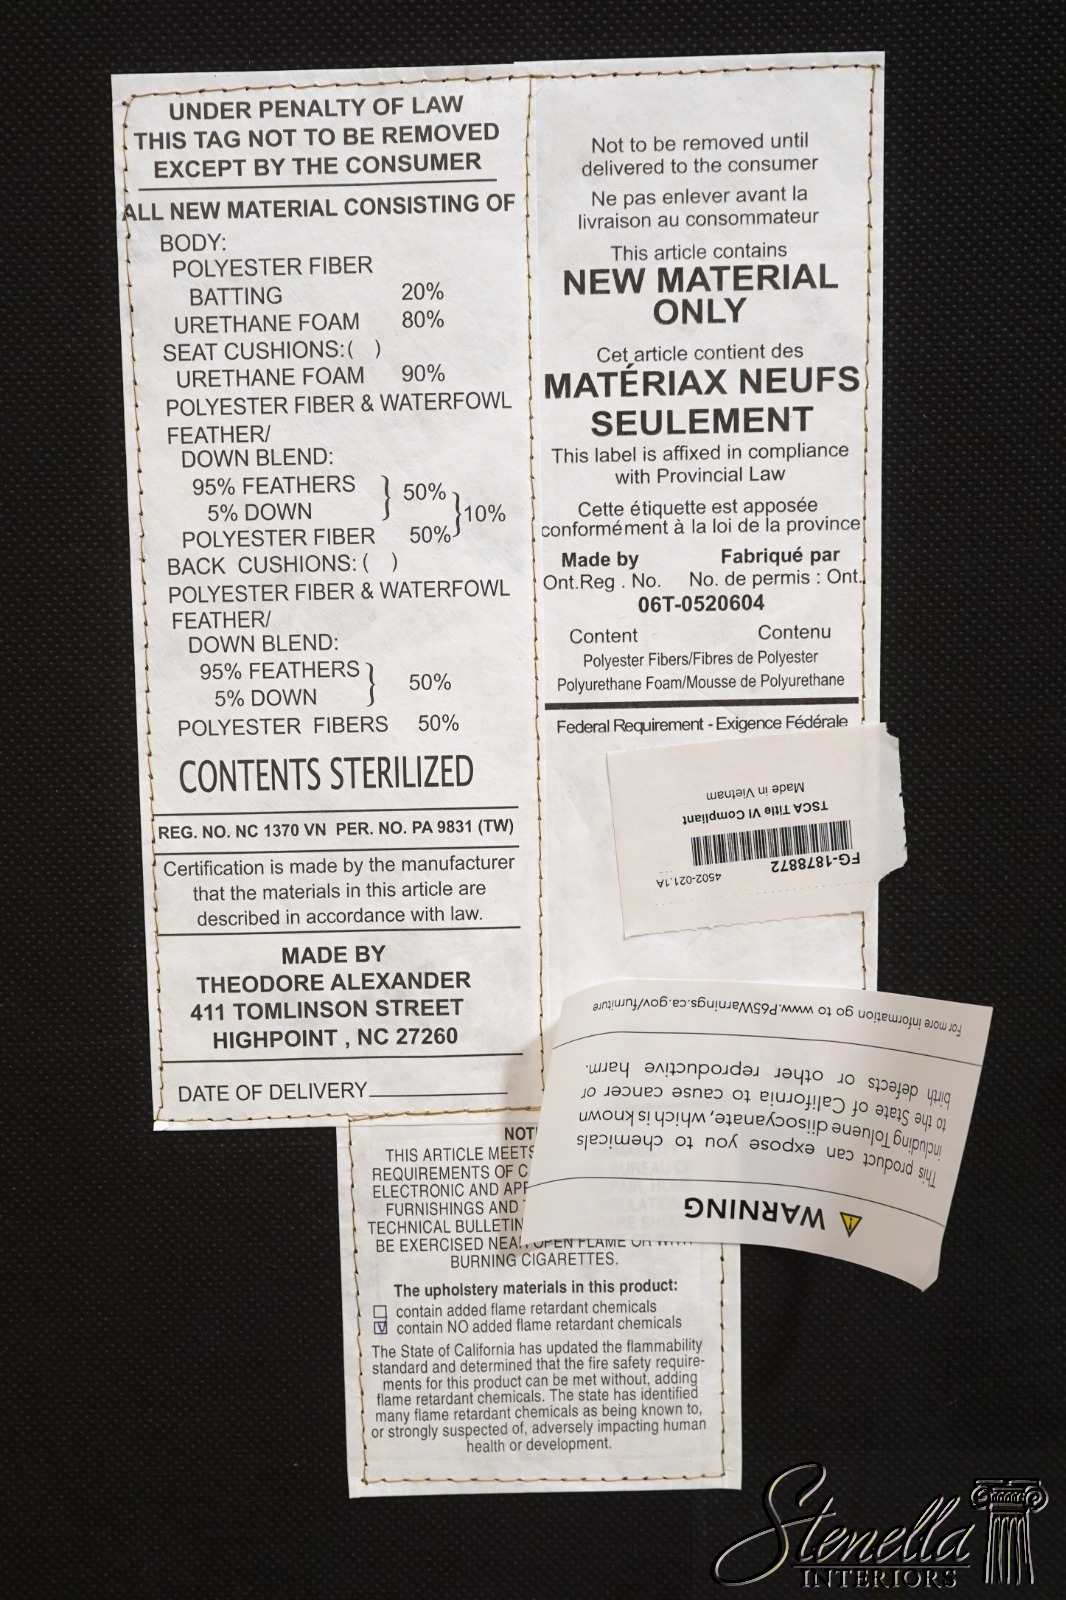 UNDER PENALTY OF LAW
THIS TAG NOT TO BE REMOVED
EXCEPT BY THE CONSUMER
ALL NEW MATERIAL CONSISTING OF
BODY:
POLYESTER FIBER
BATTING 20%
URETHANE FOAM 80%
SEAT CUSHIONS:( )
URETHANE FOAM 90%
POLYESTER FIBER & WATERFOWL
FEATHER/
DOWN BLEND:
95% FEATHERS } 50%
5% DOWN }10%
POLYESTER FIBER 50%
BACK CUSHIONS: ( )
POLYESTER FIBER & WATERFOWL
FEATHER/
DOWN BLEND:
95% FEATHERS } 50%
5% DOWN
POLYESTER FIBERS 50%
CONTENTS STERILIZED
REG. NO. NC 1370 VN PER. NO. PA 9831 (TW)
Certification is made by the manufacturer
that the materials in this article are
described in accordance with law.
MADE BY
THEODORE ALEXANDER
411 TOMLINSON STREET
HIGHPOINT , NC 27260
DATE OF DELIVERY
Not to be removed until
delivered to the consumer
Ne pas enlever avant la
livraison au consommateur
This article contains
NEW MATERIAL
ONLY
Cet article contient des
MATÉRIAX NEUFS
SEULEMENT
This label is affixed in compliance
with Provincial Law
Cette étiquette est apposée
conformément à la loi de la province
Made by Fabriqué par
Ont.Reg . No. No. de permis : Ont.
06T-0520604
Content Contenu
Polyester Fibers/Fibres de Polyester
Polyurethane Foam/Mousse de Polyurethane
Federal Requirement - Exigence Fédérale
4502-021.1A
FG-1878872
TSCA Title VI Compliant
Made in Vietnam
WARNING
This product can expose you to chemicals
including Toluene diisocyanate, which is known
to the State of California to cause cancer or
birth defects or other reproductive harm.
For more information go to www.P65Warnings.ca.gov/furniture
NOT
THIS ARTICLE MEETS
REQUIREMENTS OF C BUREAU OF
ELECTRONIC AND APP
FURNISHINGS AND
TECHNICAL BULLETIN
BE EXERCISED NEAR OPEN FLAME OR WITH
BURNING CIGARETTES.
The upholstery materials in this product:
contain added flame retardant chemicals
contain NO added flame retardant chemicals
The State of California has updated the flammability
standard and determined that the fire safety require-
ments for this product can be met without, adding
flame retardant chemicals. The state has identified
many flame retardant chemicals as being known to,
or strongly suspected of, adversely impacting human
health or development.
Stenella
INTERIORS